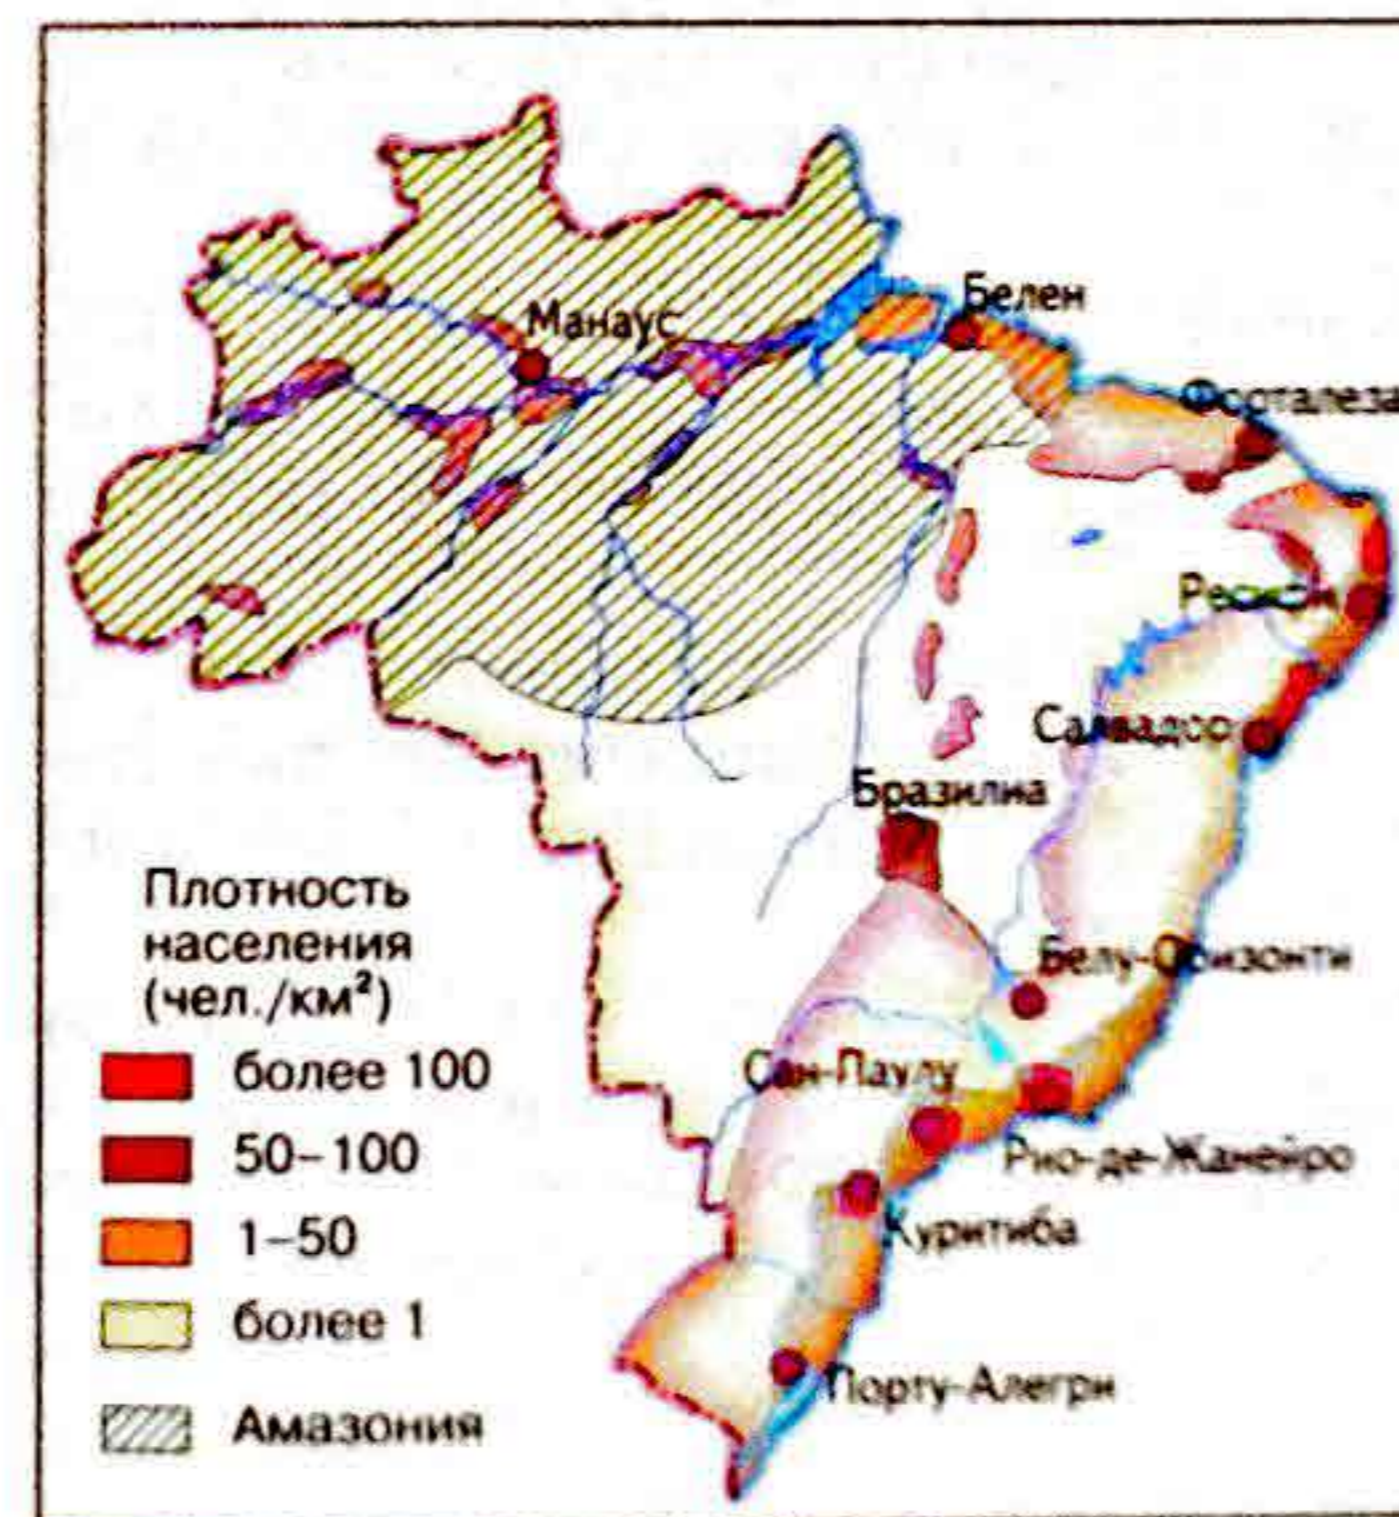 Манаус
Белен
Форталеза
Ресифи
Салвадор
Бразилиа
Белу-Оризонти
Сан-Паулу
Рио-де-Жанейро
Куритиба
Порту-Алегри
Плотность
населения
(чел./км²)
более 100
50–100
1–50
более 1
Амазония